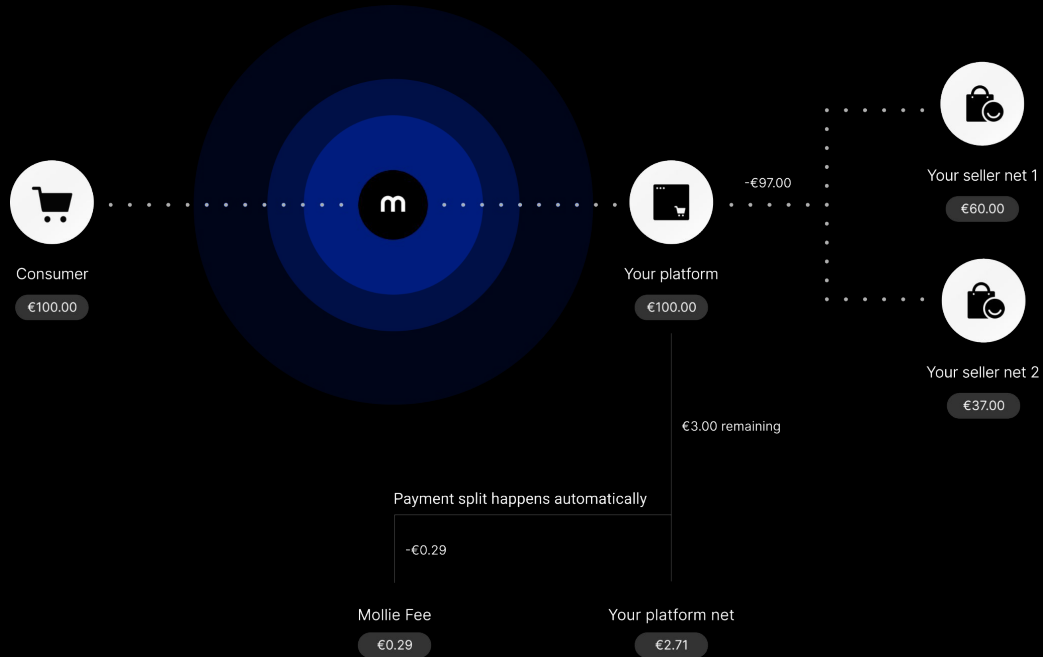 m
Consumer
€100.00
Your platform
€100.00
-€97.00
Your seller net 1
€60.00
Your seller net 2
€37.00
€3.00 remaining
Payment split happens automatically
-€0.29
Mollie Fee
€0.29
Your platform net
€2.71